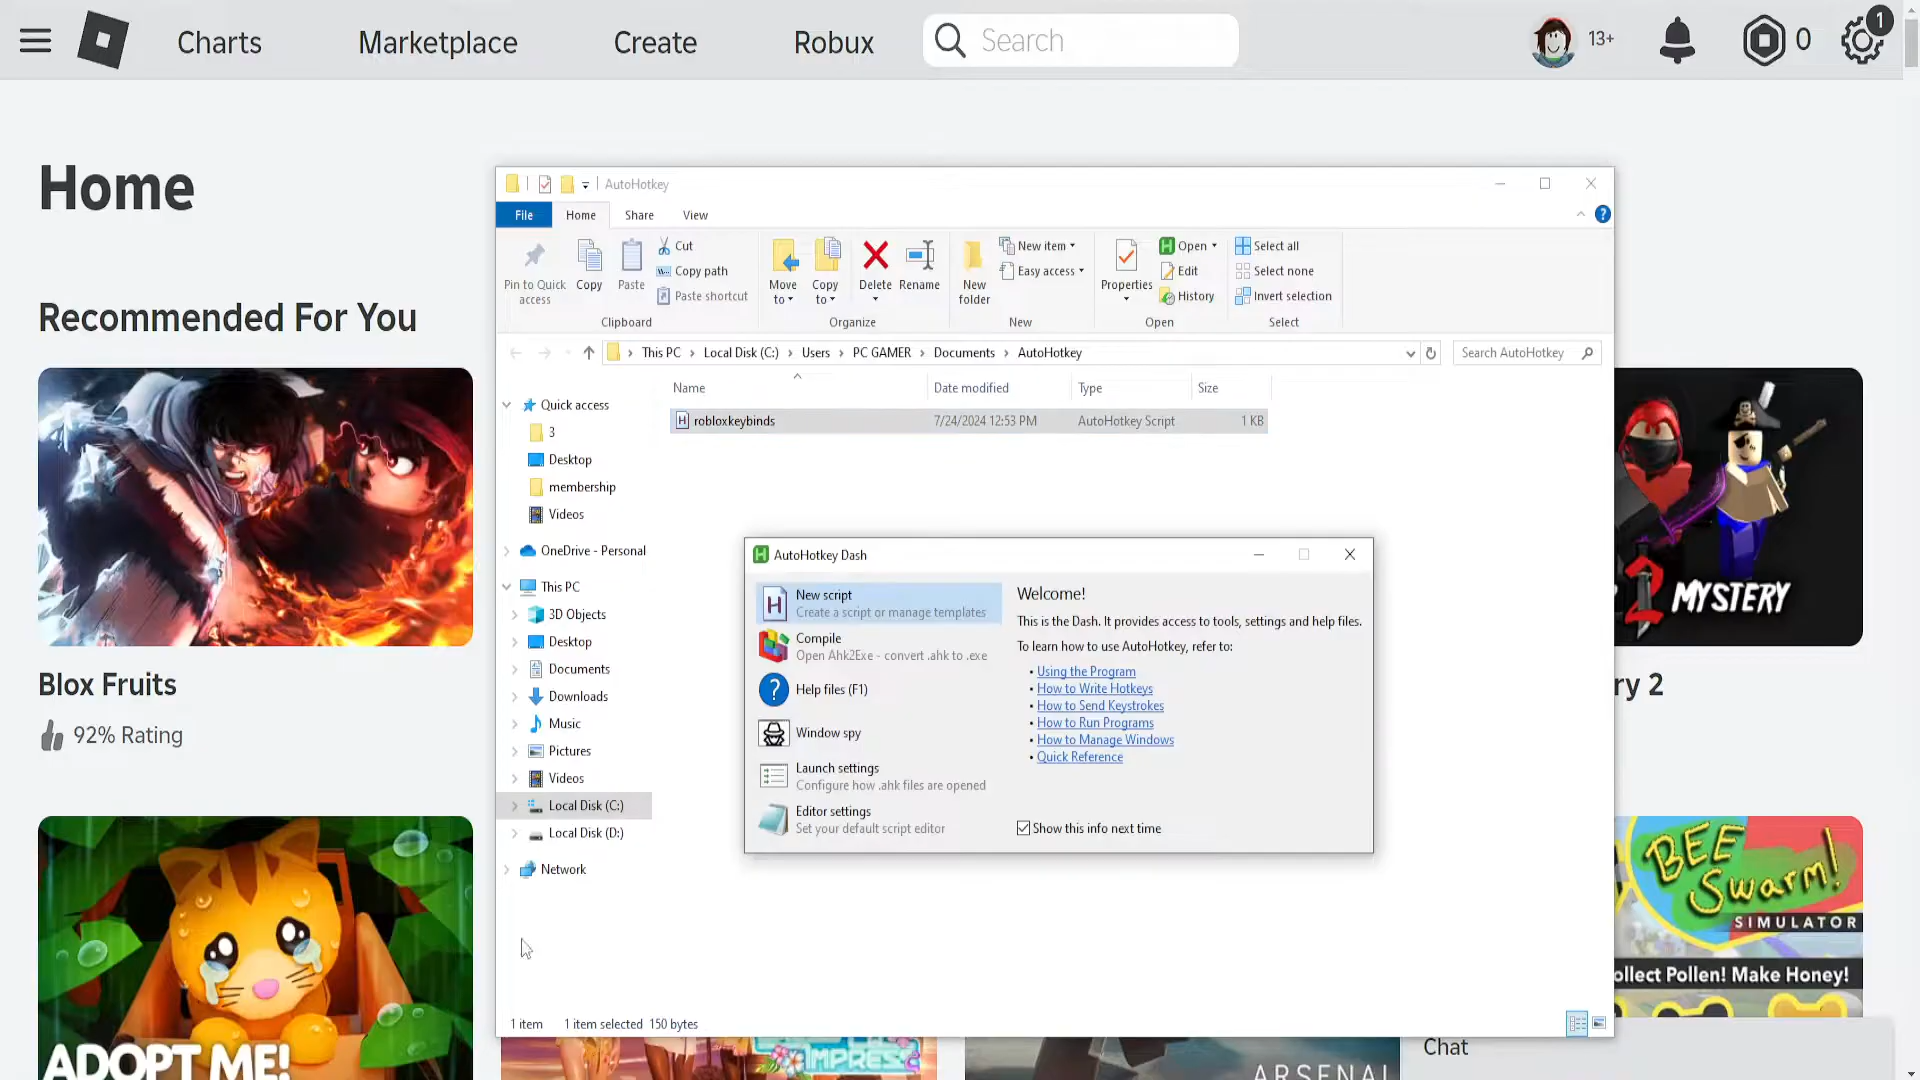 Charts
Marketplace
Create
Robux
Search
13+
0
1
Home
Recommended For You
Blox Fruits
92% Rating
ADOPT ME!
AutoHotkey
File
Home
Share
View
Pin to Quick
access
Copy
Paste
Cut
Copy path
Paste shortcut
Clipboard
Move
to
Copy
to
Delete
Rename
Organize
New
folder
New item
Easy access
New
Properties
Open
Edit
History
Open
Select all
Select none
Invert selection
Select
This PC > Local Disk (C:) > Users > PC GAMER > Documents > AutoHotkey
Search AutoHotkey
Name
Date modified
Type
Size
robloxkeybinds
7/24/2024 12:53 PM
AutoHotkey Script
1 KB
Quick access
3
Desktop
membership
Videos
OneDrive - Personal
This PC
3D Objects
Desktop
Documents
Downloads
Music
Pictures
Videos
Local Disk (C:)
Local Disk (D:)
Network
1 item
1 item selected 150 bytes
AutoHotkey Dash
New script
Create a script or manage templates
Compile
Open Ahk2Exe - convert .ahk to .exe
Help files (F1)
Window spy
Launch settings
Configure how .ahk files are opened
Editor settings
Set your default script editor
Welcome!
This is the Dash. It provides access to tools, settings and help files.
To learn how to use AutoHotkey, refer to:
• Using the Program
• How to Write Hotkeys
• How to Send Keystrokes
• How to Run Programs
• How to Manage Windows
• Quick Reference
Show this info next time
2 MYSTERY
ry 2
BEE
Swarm!
SIMULATOR
ollect Pollen! Make Honey!
Chat
ARSENAL